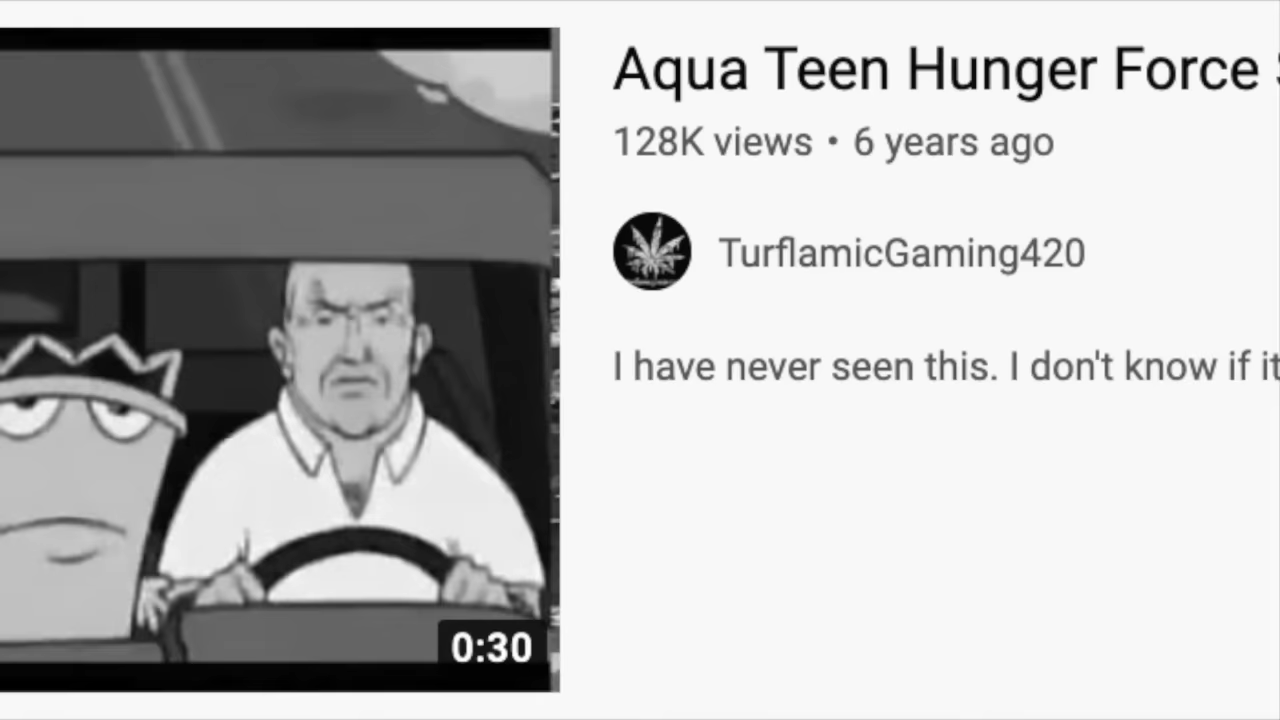 Aqua Teen Hunger Force
128K views • 6 years ago
TurflamicGaming420
I have never seen this. I don't know if it
0:30